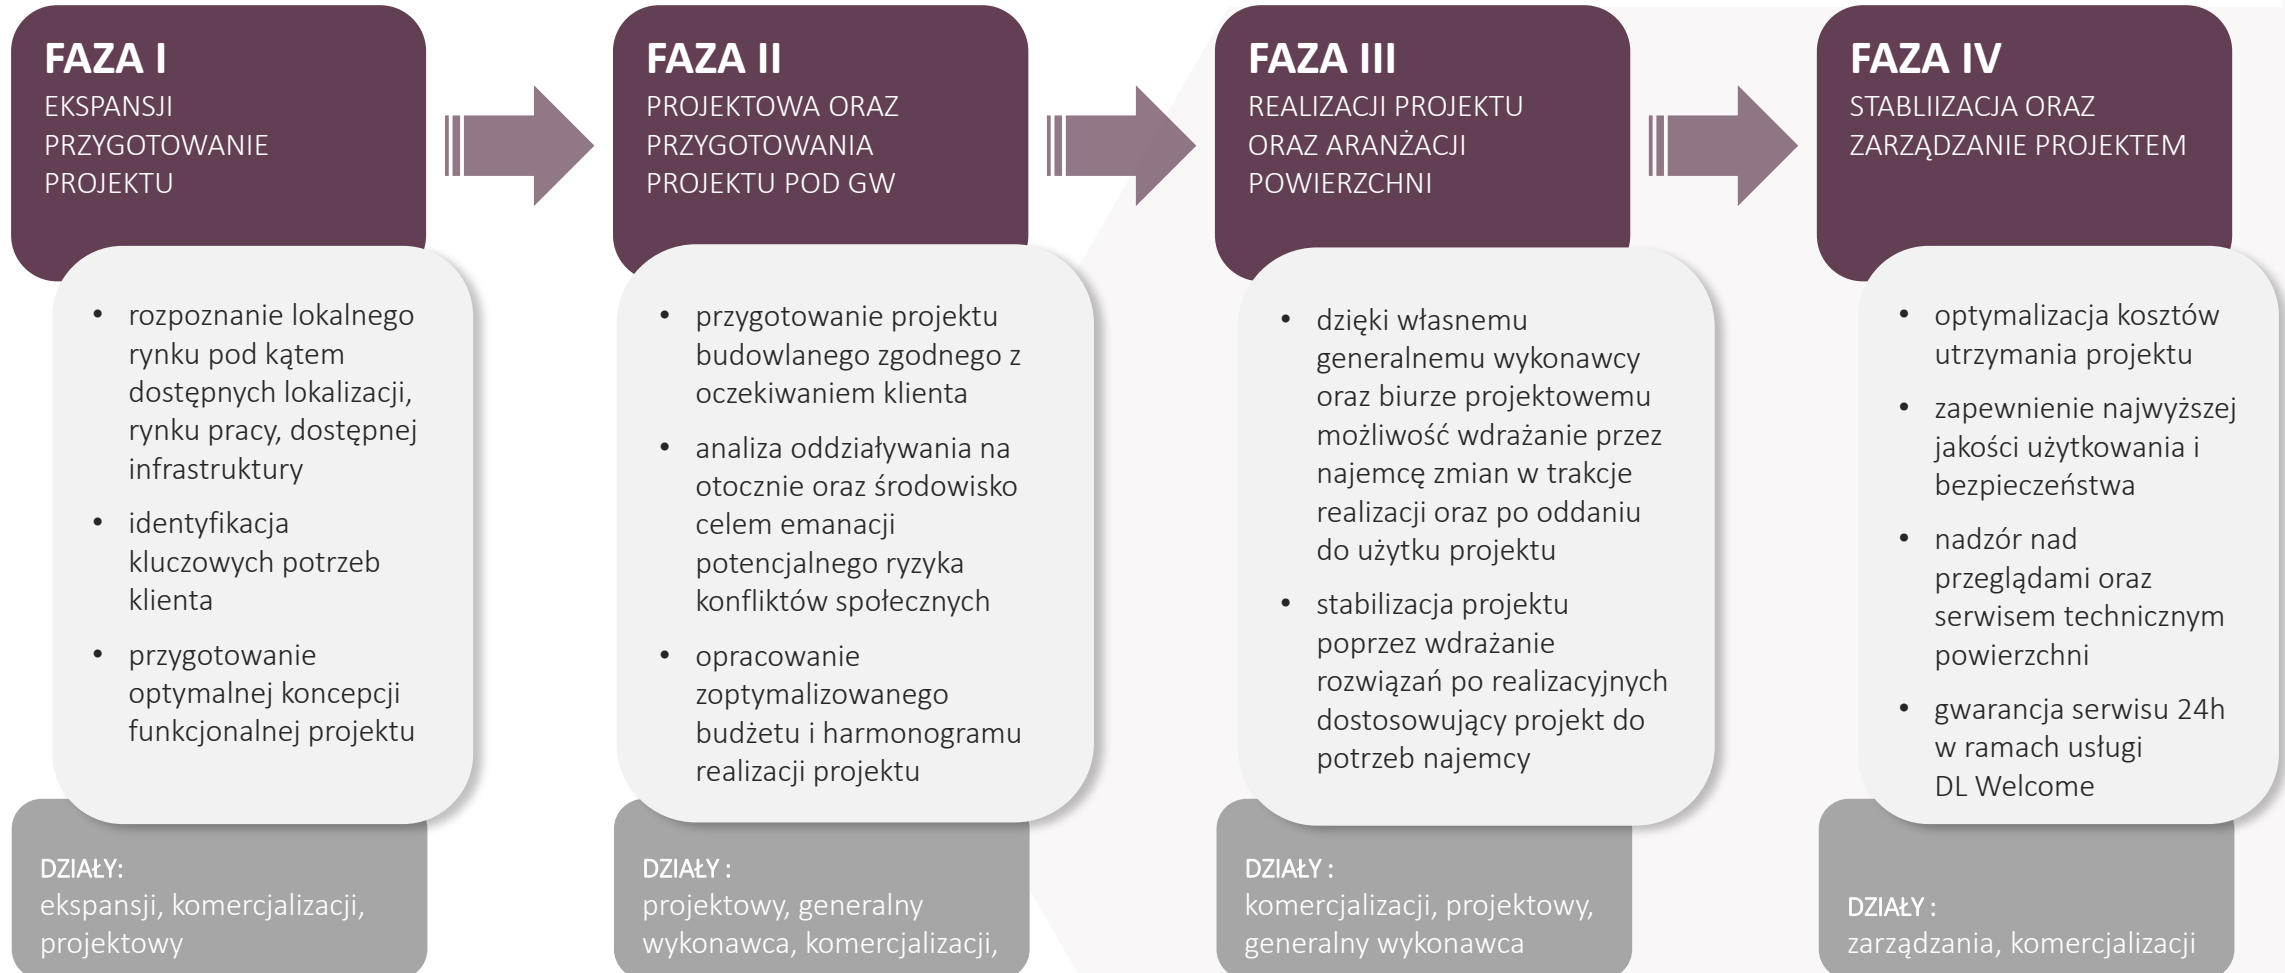 FAZA I
EKSPANSJI
PRZYGOTOWANIE
PROJEKTU
• rozpoznanie lokalnego
rynku pod kątem
dostępnych lokalizacji,
rynku pracy, dostępnej
infrastruktury
• identyfikacja
kluczowych potrzeb
klienta
• przygotowanie
optymalnej koncepcji
funkcjonalnej projektu
DZIAŁY:
ekspansji, komercjalizacji,
projektowy
FAZA II
PROJEKTOWA ORAZ
PRZYGOTOWANIA
PROJEKTU POD GW
• przygotowanie projektu
budowlanego zgodnego z
oczekiwaniem klienta
• analiza oddziaływania na
otocznie oraz środowisko
celem emanacji
potencjalnego ryzyka
konfliktów społecznych
• opracowanie
zoptymalizowanego
budżetu i harmonogramu
realizacji projektu
DZIAŁY :
projektowy, generalny
wykonawca, komercjalizacji,
FAZA III
REALIZACJI PROJEKTU
ORAZ ARANŻACJI
POWIERZCHNI
• dzięki własnemu
generalnemu wykonawcy
oraz biurze projektowemu
możliwość wdrażanie przez
najemcę zmian w trakcje
realizacji oraz po oddaniu
do użytku projektu
• stabilizacja projektu
poprzez wdrażanie
rozwiązań po realizacyjnych
dostosowujący projekt do
potrzeb najemcy
DZIAŁY :
komercjalizacji, projektowy,
generalny wykonawca
FAZA IV
STABLIIZACJA ORAZ
ZARZĄDZANIE PROJEKTEM
• optymalizacja kosztów
utrzymania projektu
• zapewnienie najwyższej
jakości użytkowania i
bezpieczeństwa
• nadzór nad
przeglądami oraz
serwisem technicznym
powierzchni
• gwarancja serwisu 24h
w ramach usługi
DL Welcome
DZIAŁY :
zarządzania, komercjalizacji